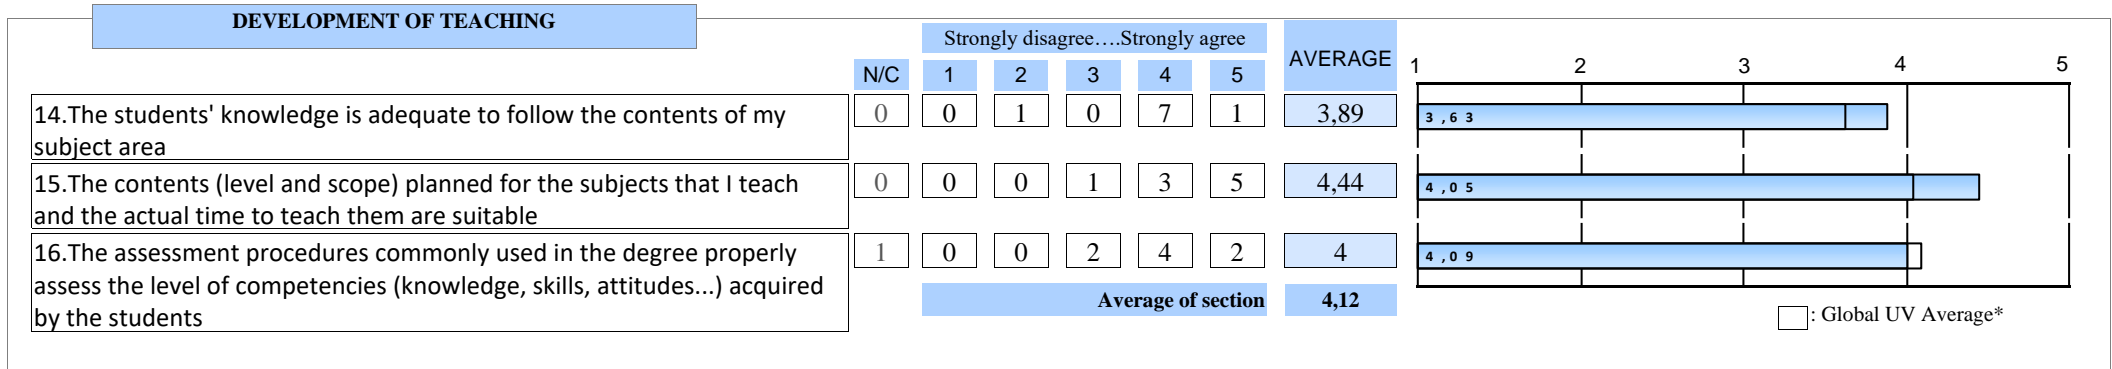 DEVELOPMENT OF TEACHING
Strongly disagree….Strongly agree
AVERAGE
N/C 1 2 3 4 5
1 2 3 4 5
14.The students' knowledge is adequate to follow the contents of my
subject area
0 0 1 0 7 1 3,89
3,63
15.The contents (level and scope) planned for the subjects that I teach
and the actual time to teach them are suitable
0 0 0 1 3 5 4,44
4,05
16.The assessment procedures commonly used in the degree properly
assess the level of competencies (knowledge, skills, attitudes...) acquired
by the students
1 0 0 2 4 2 4
4,09
Average of section 4,12
: Global UV Average*